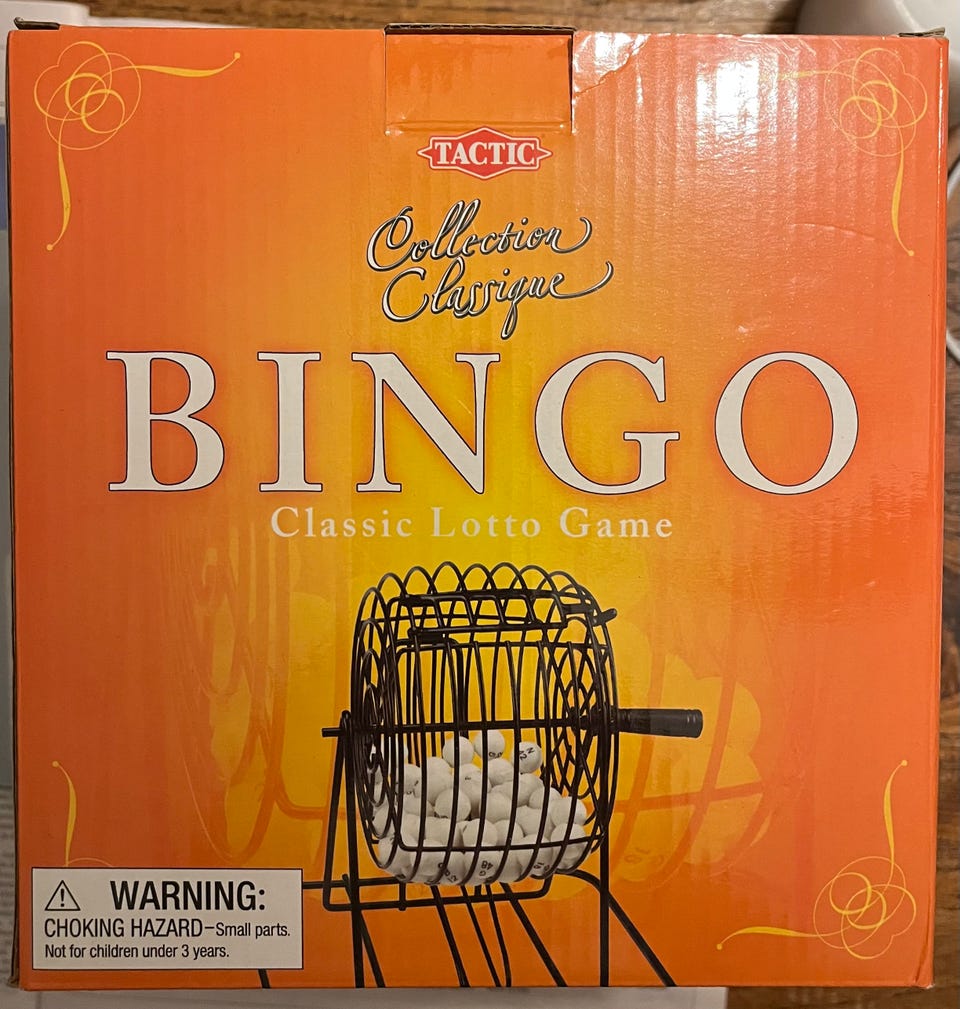 TACTIC
Collection
Classique
BINGO
Classic Lotto Game
WARNING:
CHOKING HAZARD–Small parts.
Not for children under 3 years.